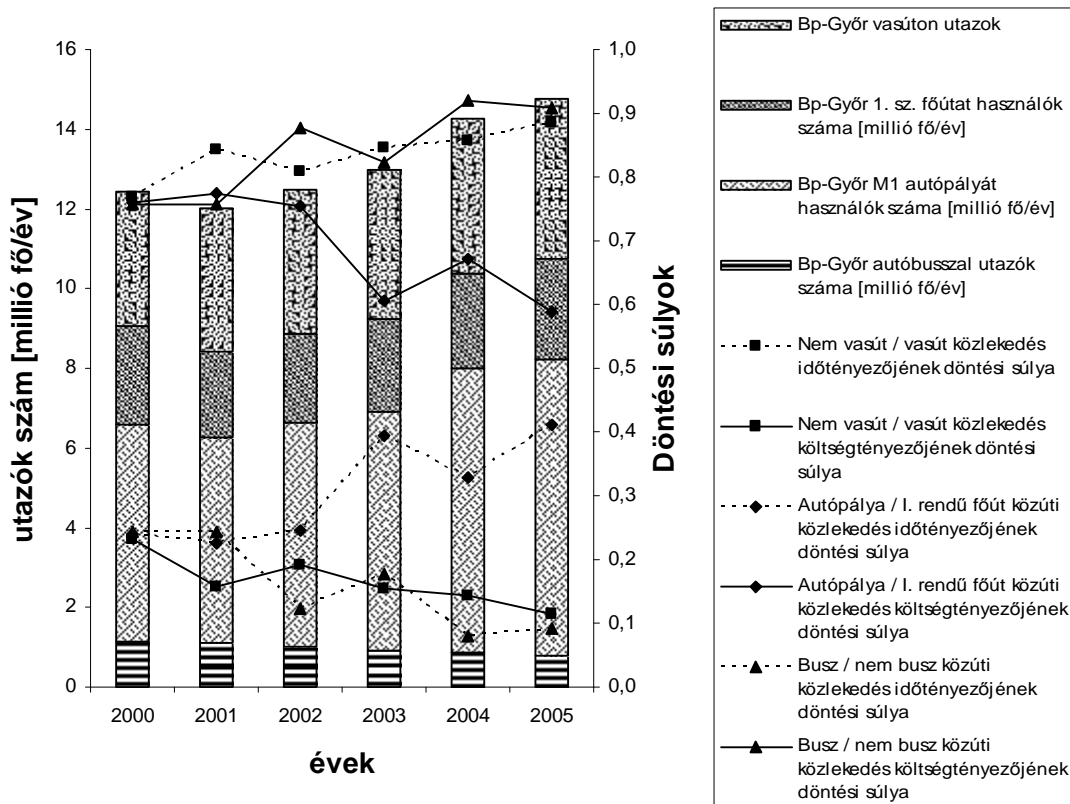 16
14
12
10
8
6
4
2
0
utazók szám [millió fő/év]
1,0
0,9
0,8
0,7
0,6
0,5
0,4
0,3
0,2
0,1
0,0
Döntési súlyok
2000 2001 2002 2003 2004 2005
évek
Bp-Győr vasúton utazok
Bp-Győr 1. sz. főútat használók
száma [millió fő/év]
Bp-Győr M1 autópályát
használók száma [millió fő/év]
Bp-Győr autóbusszal utazók
száma [millió fő/év]
Nem vasút / vasút közlekedés
időtényezőjének döntési súlya
Nem vasút / vasút közlekedés
költségtényezőjének döntési
súlya
Autópálya / I. rendű főút közúti
közlekedés időtényezőjének
döntési súlya
Autópálya / I. rendű főút közúti
közlekedés költségtényezőjének
döntési súlya
Busz / nem busz közúti
közlekedés időtényezőjének
döntési súlya
Busz / nem busz közúti
közlekedés költségtényezőjének
döntési súlya